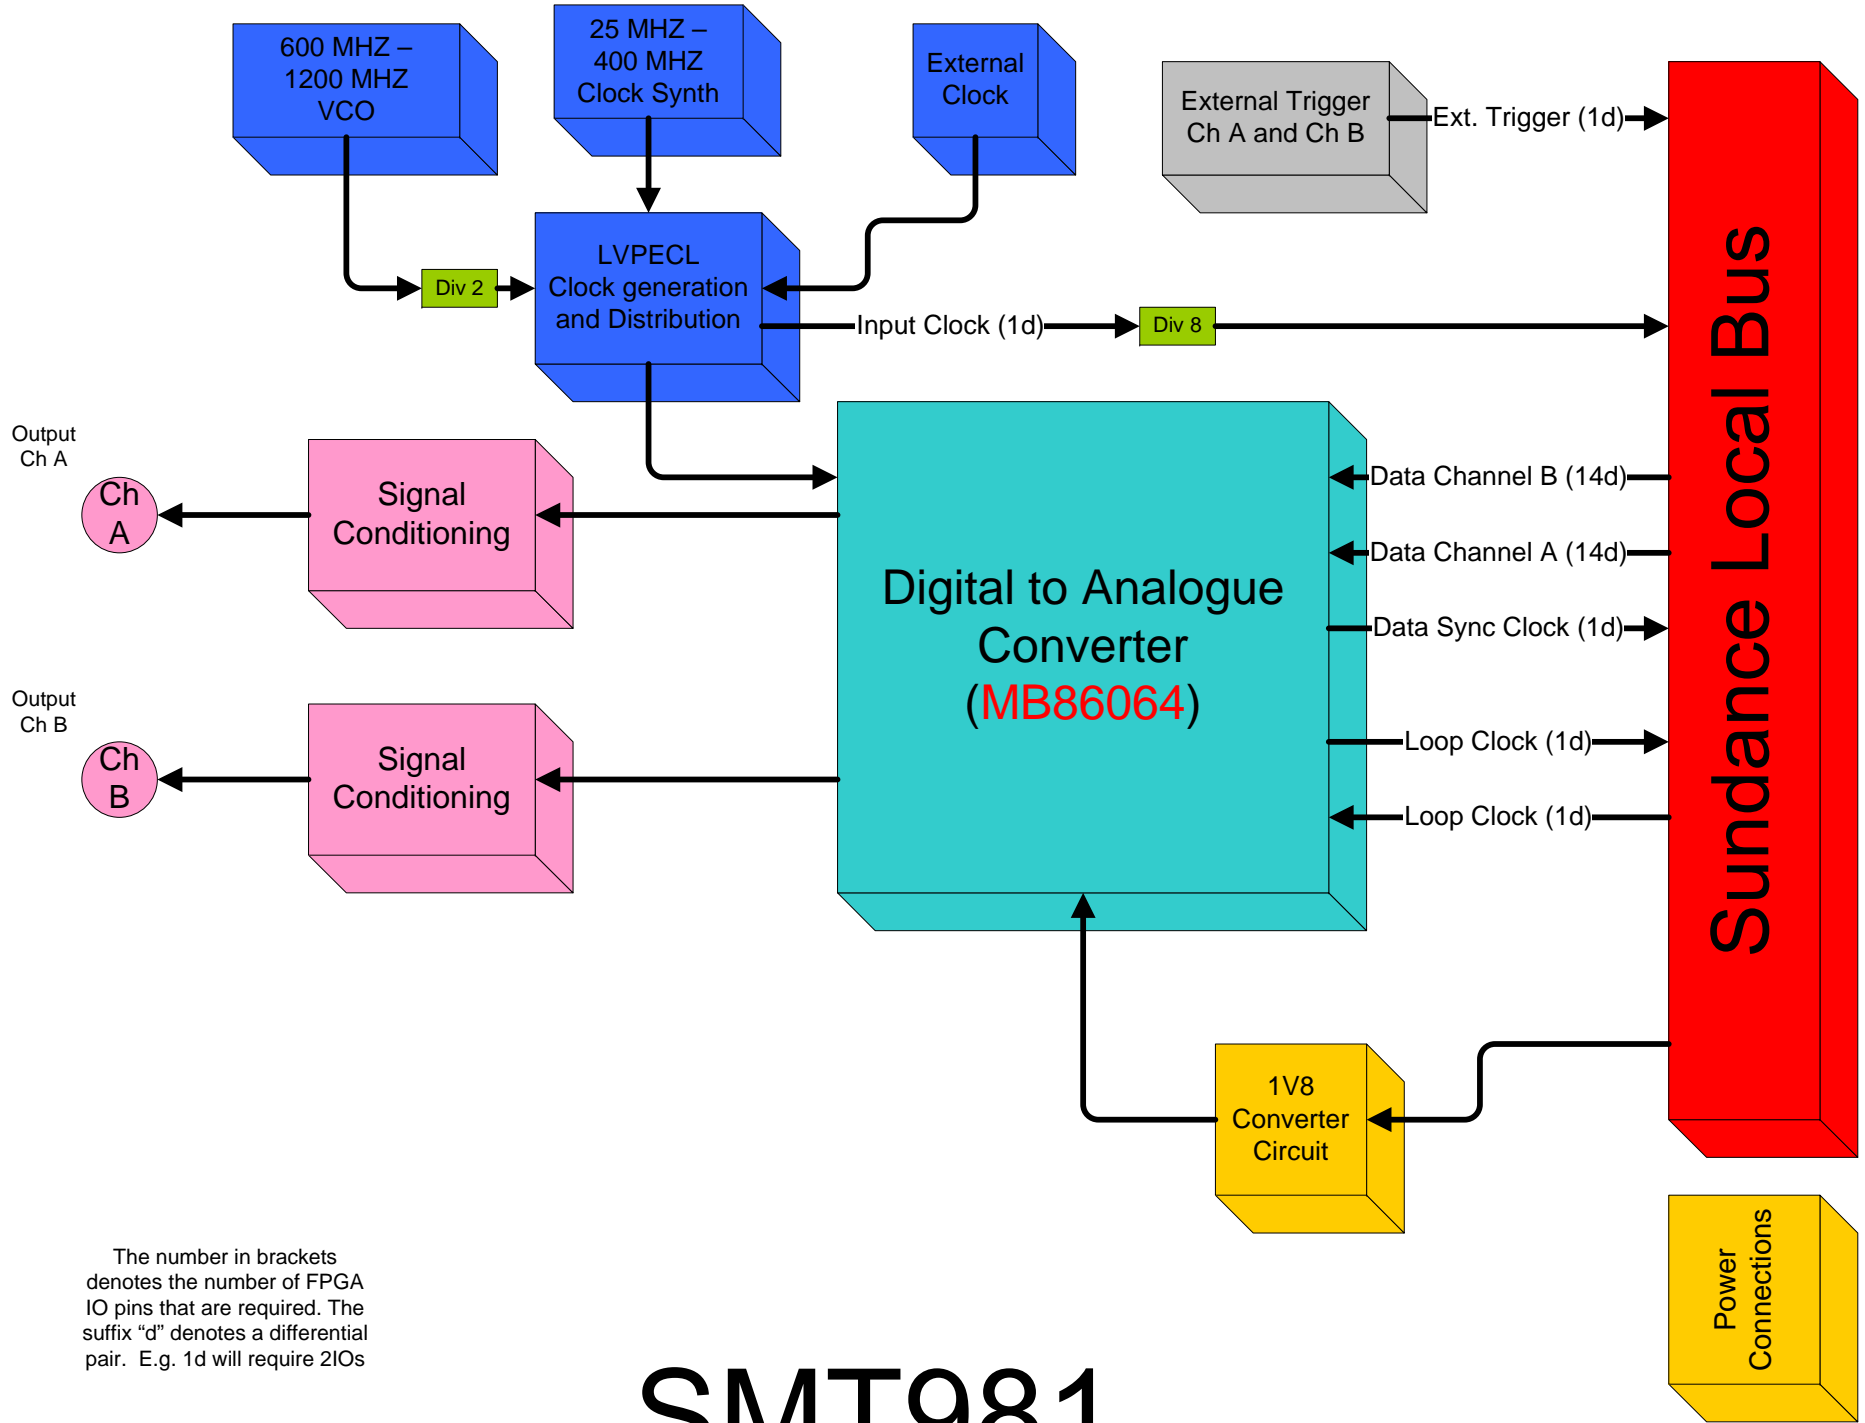 600 MHZ –
1200 MHZ
VCO
25 MHZ –
400 MHZ
Clock Synth
External
Clock
External Trigger
Ch A and Ch B
Ext. Trigger (1d)
LVPECL
Clock generation
and Distribution
Div 2
Input Clock (1d)
Div 8
Sundance Local Bus
Output
Ch A
Ch
A
Signal
Conditioning
Digital to Analogue
Converter
(MB86064)
Data Channel B (14d)
Data Channel A (14d)
Data Sync Clock (1d)
Loop Clock (1d)
Loop Clock (1d)
Output
Ch B
Ch
B
Signal
Conditioning
1V8
Converter
Circuit
Power
Connections
The number in brackets
denotes the number of FPGA
IO pins that are required. The
suffix “d” denotes a differential
pair.  E.g. 1d will require 2IOs
SMT981